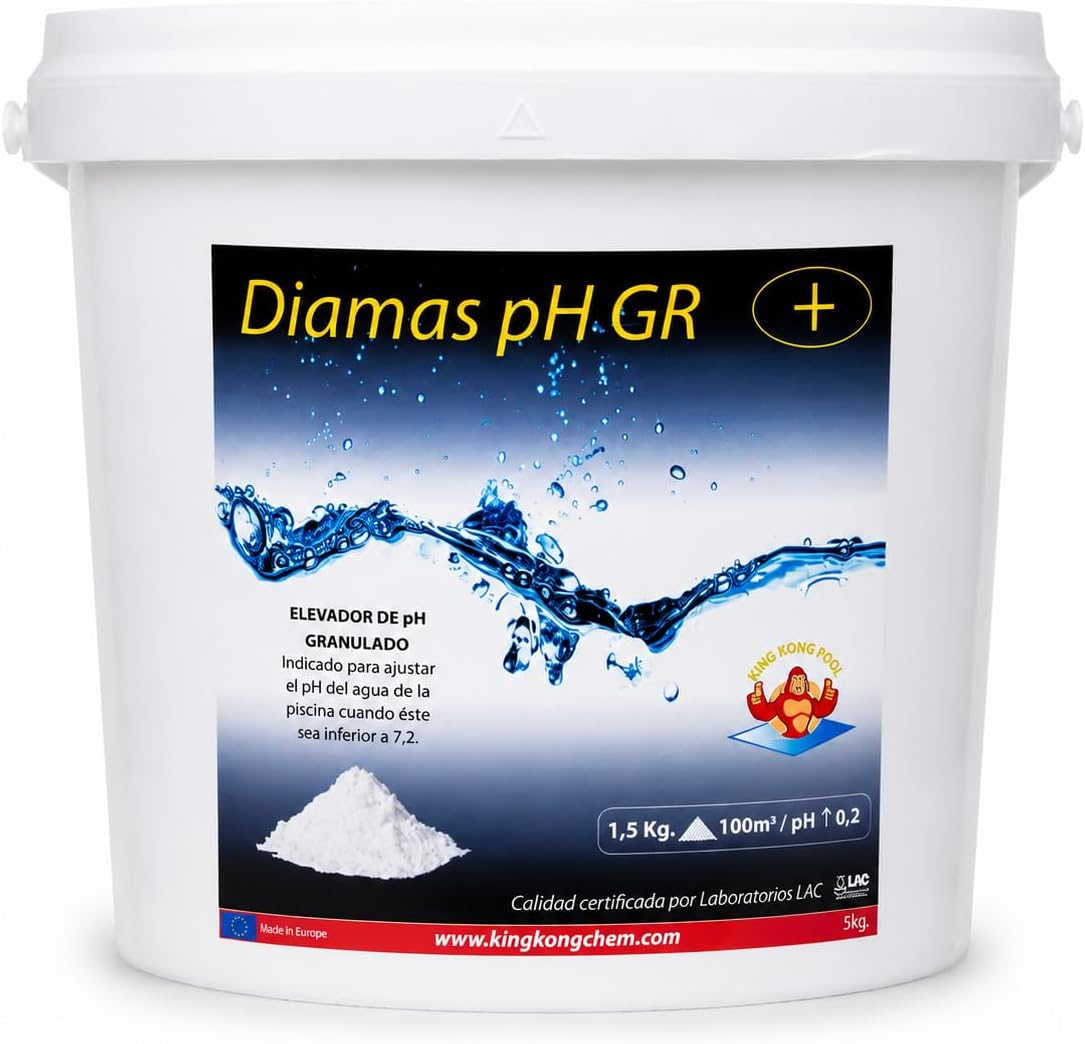 Diamas pH GR +
ELEVADOR DE pH
GRANULADO
Indicado para ajustar
el pH del agua de la
piscina cuando éste
sea inferior a 7,2.
KING KONG POOL
1,5 Kg. 100m³ / pH ↑ 0,2
Calidad certificada por Laboratorios LAC
LAC
Made in Europe
www.kingkongchem.com
5kg.